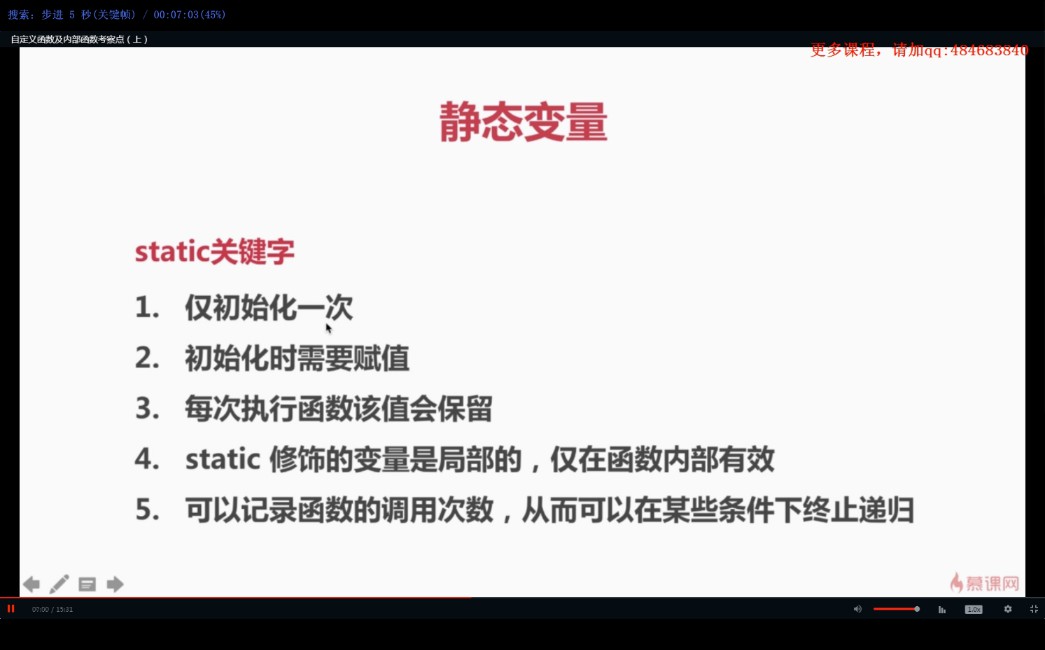 搜索: 步进 5 秒(关键帧) / 00:07:03(45%)
自定义函数及内部函数考察点(上)
更多课程，请加qq:484683840
静态变量
static关键字
1. 仅初始化一次
2. 初始化时需要赋值
3. 每次执行函数该值会保留
4. static 修饰的变量是局部的，仅在函数内部有效
5. 可以记录函数的调用次数，从而可以在某些条件下终止递归
慕课网
07:00 / 15:31
1.0x